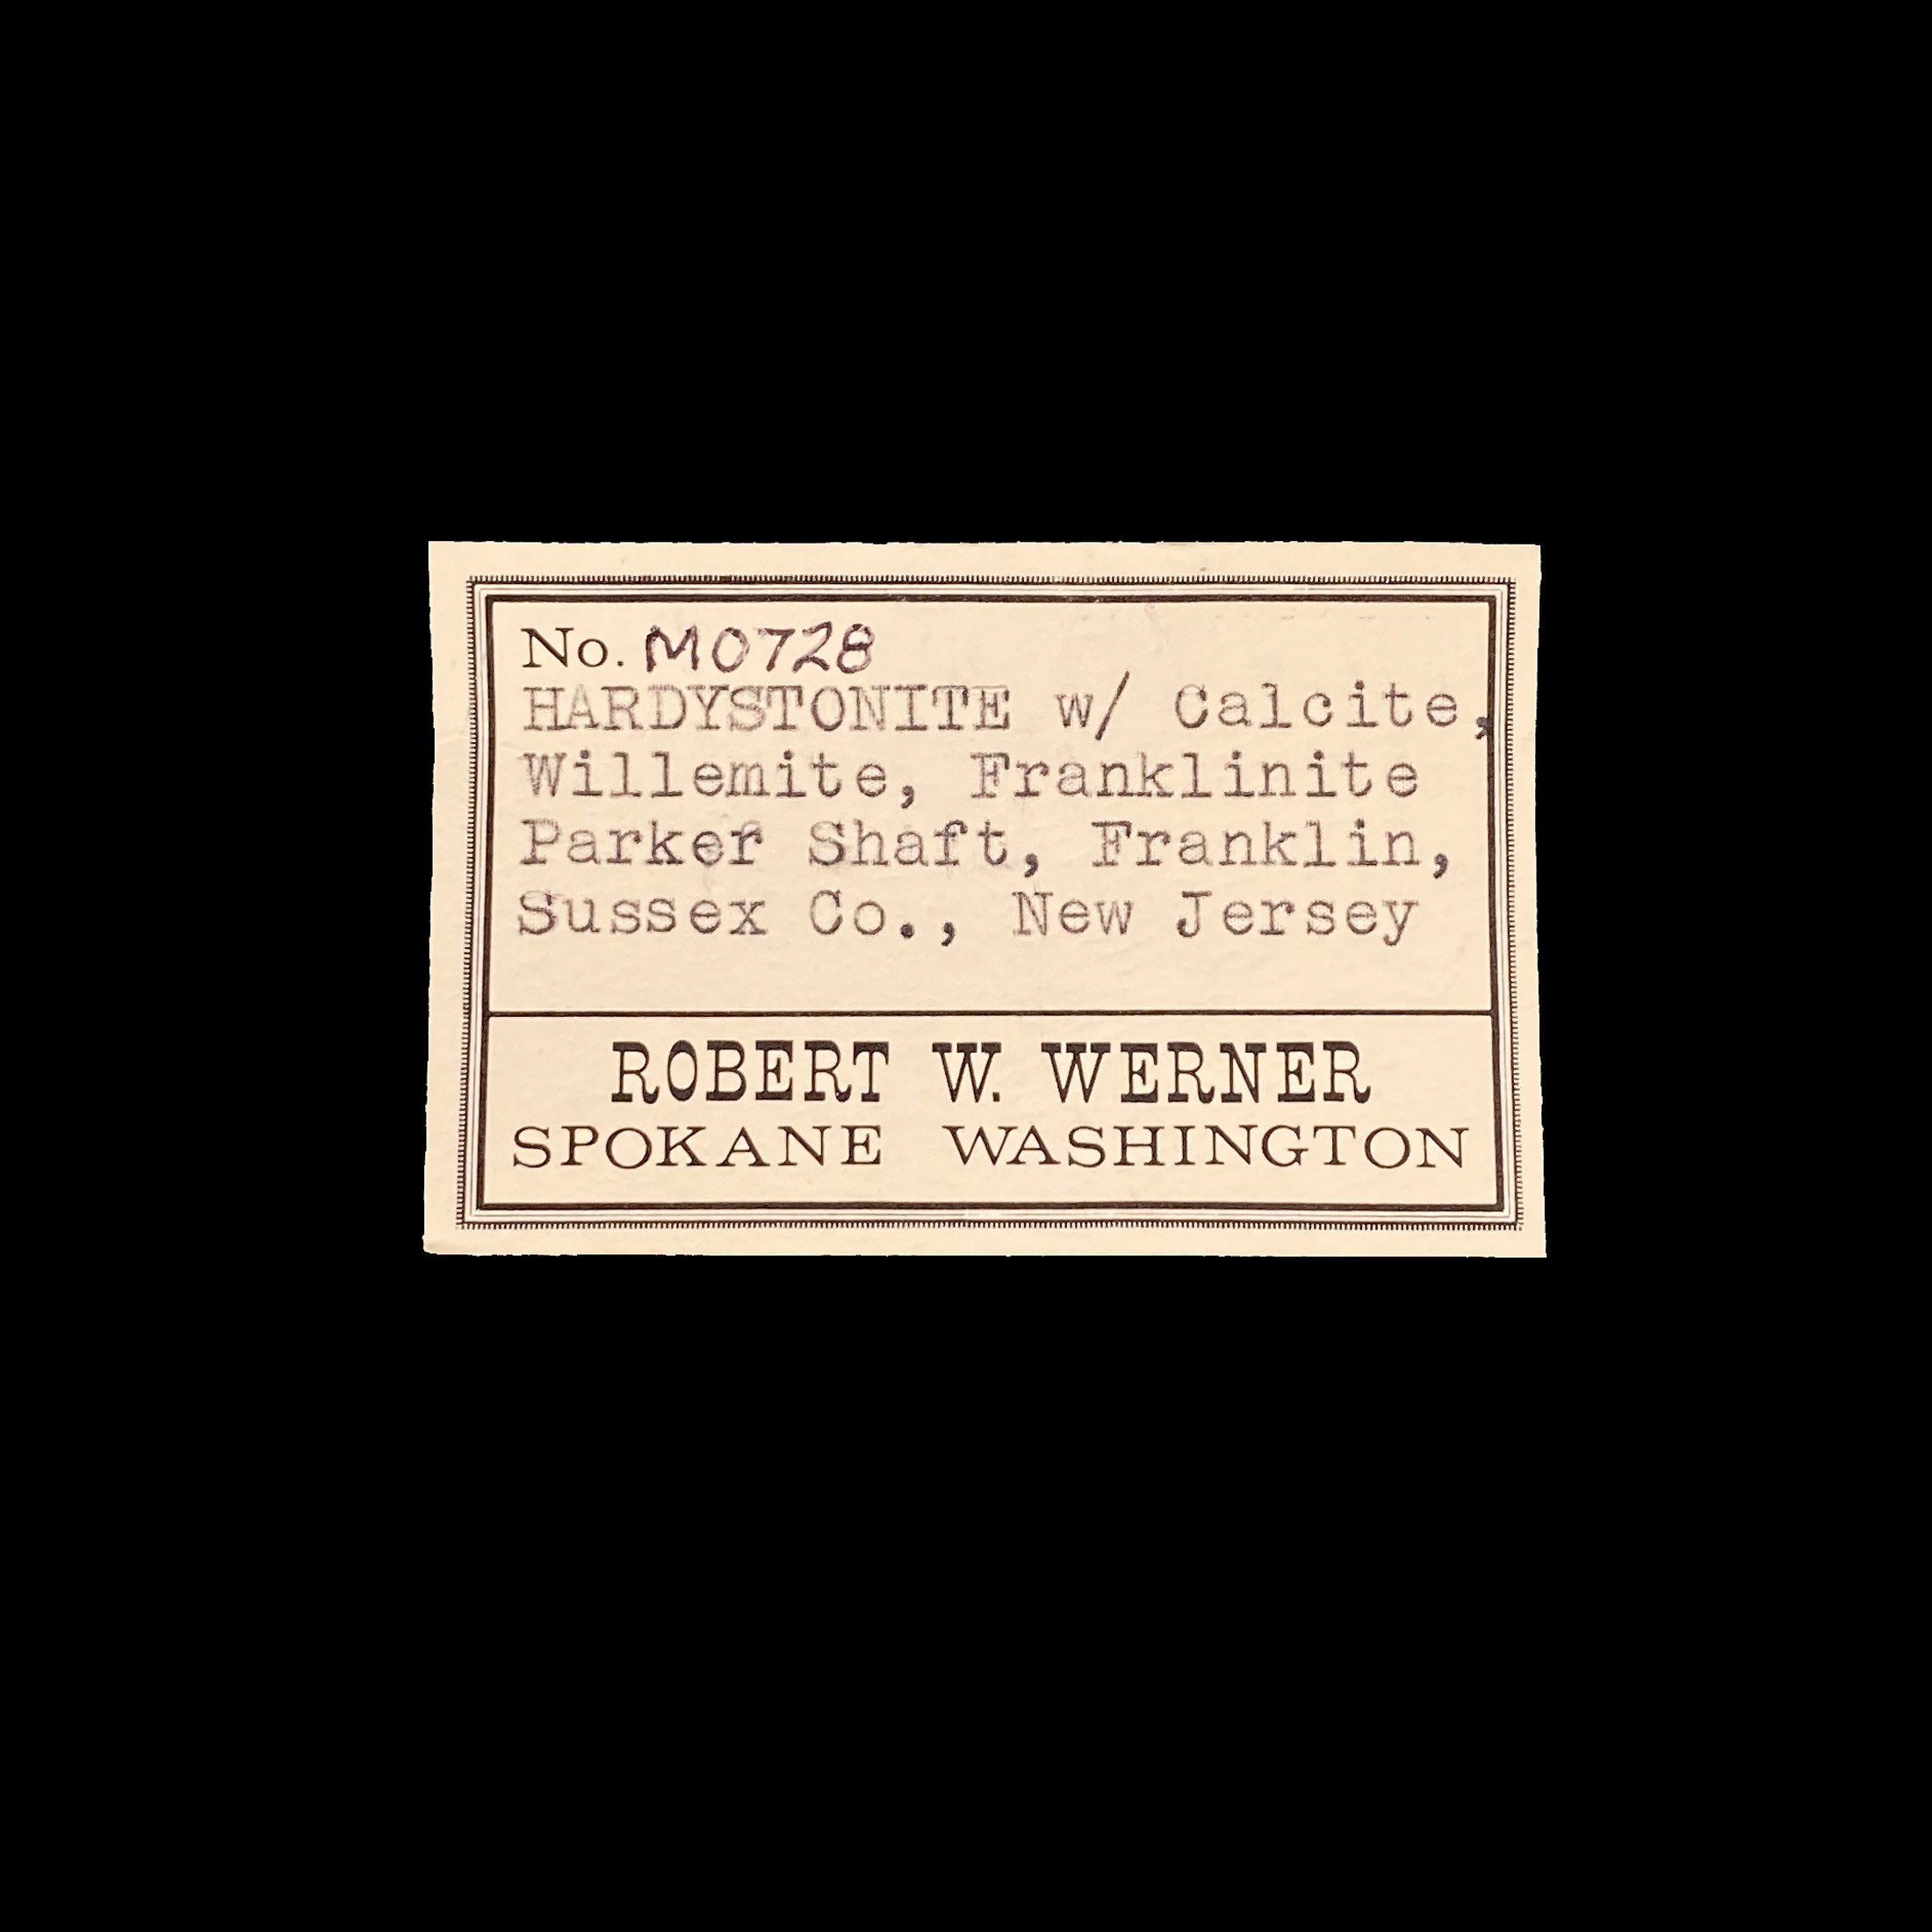 No. M0728
HARDYSTONITE w/ Calcite,
Willemite, Franklinite
Parker Shaft, Franklin,
Sussex Co., New Jersey
ROBERT W. WERNER
SPOKANE WASHINGTON